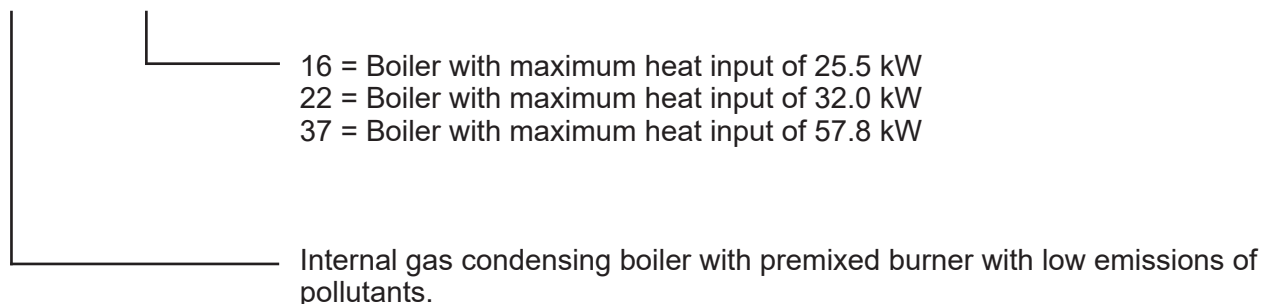 16 = Boiler with maximum heat input of 25.5 kW
22 = Boiler with maximum heat input of 32.0 kW
37 = Boiler with maximum heat input of 57.8 kW
Internal gas condensing boiler with premixed burner with low emissions of
pollutants.